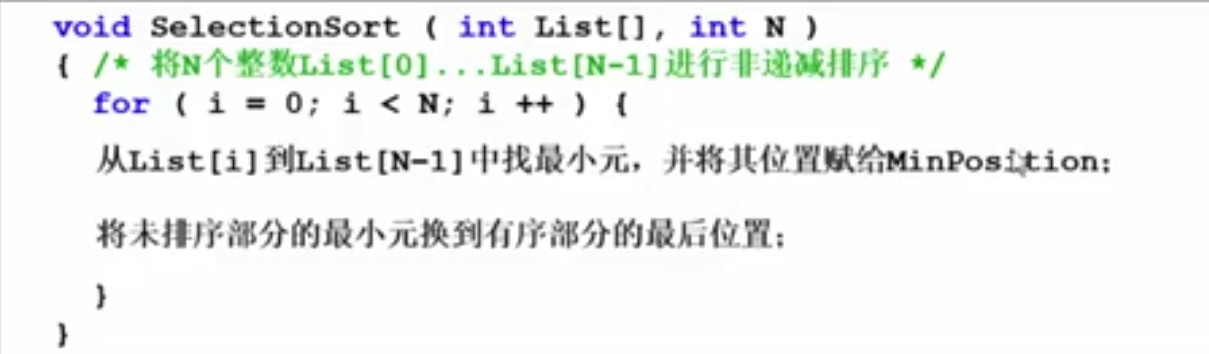 void SelectionSort ( int List[], int N )
{ /* 将N个整数List[0]...List[N-1]进行非递减排序 */
for ( i = 0; i < N; i ++ ) {
从List[i]到List[N-1]中找最小元，并将其位置赋给MinPosition;
将未排序部分的最小元换到有序部分的最后位置;
}
}